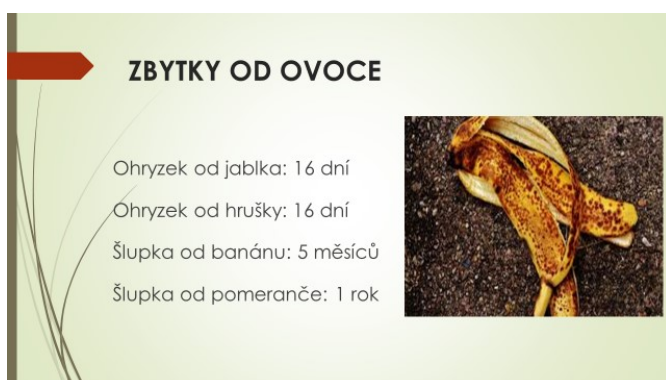 ZBYTKY OD OVOCE
Ohryzek od jablka: 16 dní
Ohryzek od hrušky: 16 dní
Šlupka od banánu: 5 měsíců
Šlupka od pomeranče: 1 rok